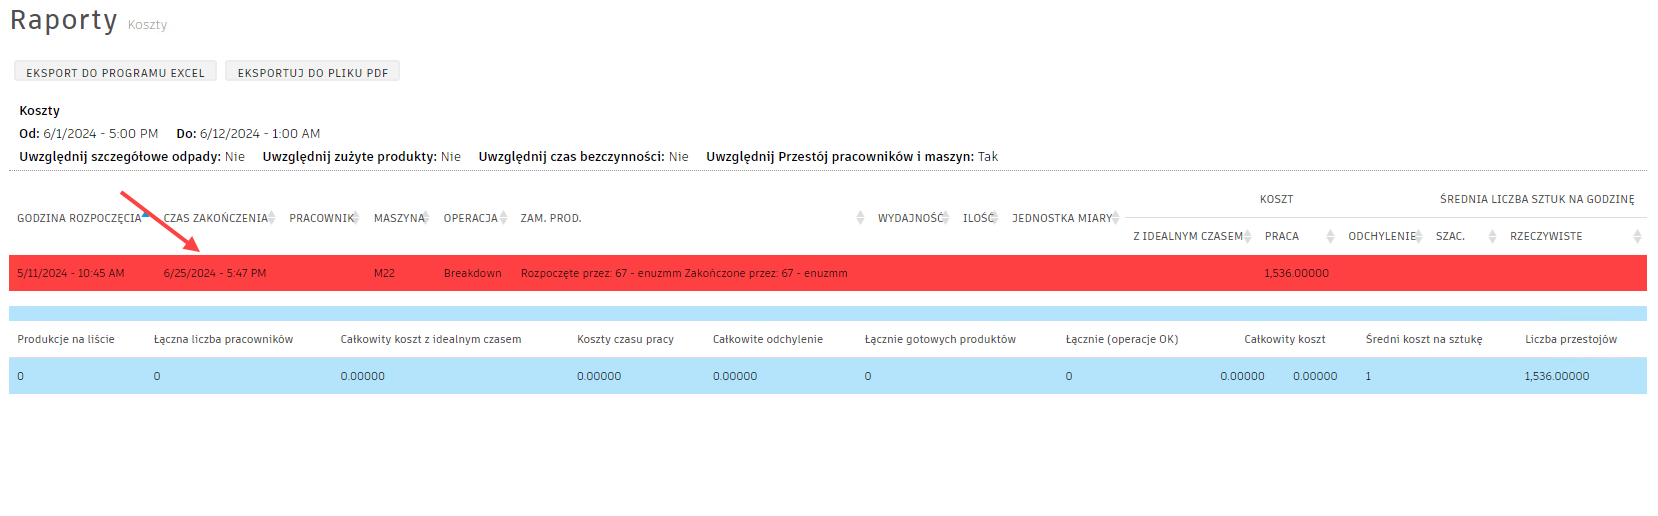 Raporty Koszty
EKSPORT DO PROGRAMU EXCEL EKSPORTUJ DO PLIKU PDF
Koszty
Od: 6/1/2024 - 5:00 PM Do: 6/12/2024 - 1:00 AM
Uwzględnij szczegółowe odpady: Nie Uwzględnij zużyte produkty: Nie Uwzględnij czas bezczynności: Nie Uwzględnij Przestój pracowników i maszyn: Tak
KOSZT ŚREDNIA LICZBA SZTUK NA GODZINĘ
GODZINA ROZPOCZĘCIA CZAS ZAKOŃCZENIA PRACOWNIK MASZYNA OPERACJA ZAM. PROD. WYDAJNOŚĆ ILOŚĆ JEDNOSTKA MIARY
Z IDEALNYM CZASEM PRACA ODCHYLENIE SZAC. RZECZYWISTE
5/11/2024 - 10:45 AM 6/25/2024 - 5:47 PM M22 Breakdown Rozpoczęte przez: 67 - enuzmm Zakończone przez: 67 - enuzmm 1,536.00000
Produkcje na liście Łączna liczba pracowników Całkowity koszt z idealnym czasem Koszty czasu pracy Całkowite odchylenie Łącznie gotowych produktów Łącznie (operacje OK) Całkowity koszt Średni koszt na sztukę Liczba przestojów
0 0 0.00000 0.00000 0.00000 0 0 0.00000 0.00000 1 1,536.00000